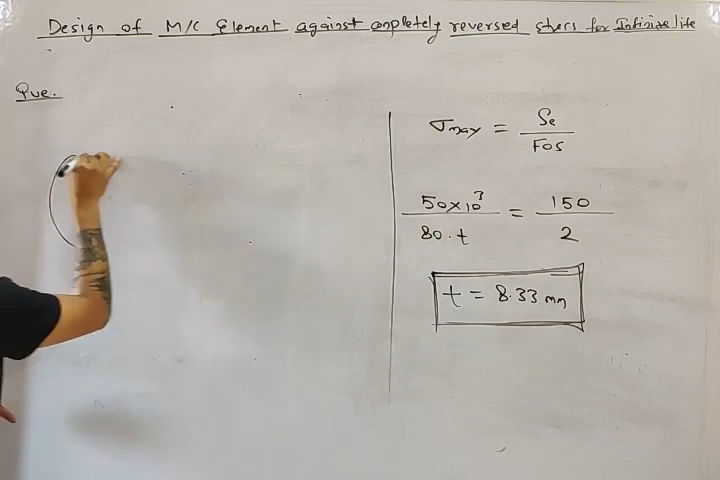 Design of M/C Element against completely reversed stress for Infinite life
Que.
σmax = Se / FOS
50×10³ / 80.t = 150 / 2
t = 8.33 mm